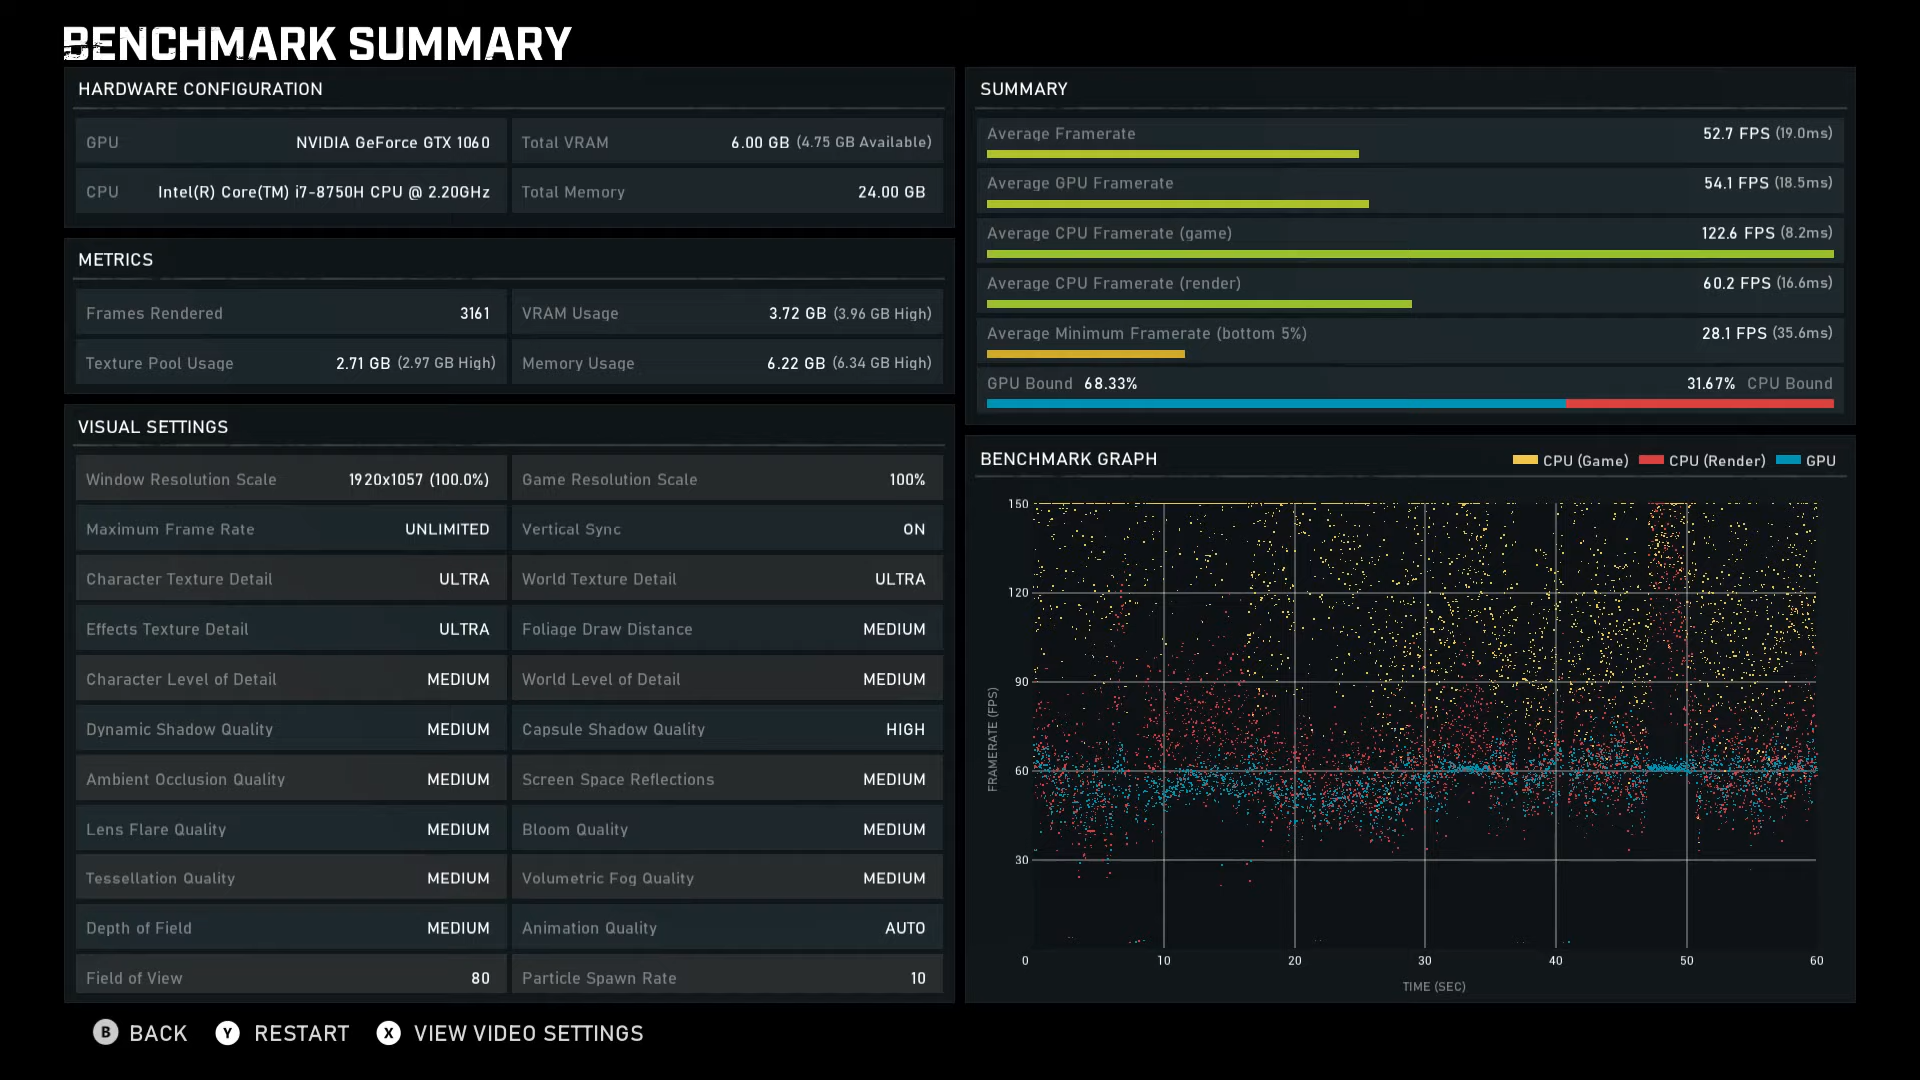 BENCHMARK SUMMARY
HARDWARE CONFIGURATION
GPU NVIDIA GeForce GTX 1060
Total VRAM 6.00 GB (4.75 GB Available)
CPU Intel(R) Core(TM) i7-8750H CPU @ 2.20GHz
Total Memory 24.00 GB
METRICS
Frames Rendered 3161
VRAM Usage 3.72 GB (3.96 GB High)
Texture Pool Usage 2.71 GB (2.97 GB High)
Memory Usage 6.22 GB (6.34 GB High)
VISUAL SETTINGS
Window Resolution Scale 1920x1057 (100.0%)
Game Resolution Scale 100%
Maximum Frame Rate UNLIMITED
Vertical Sync ON
Character Texture Detail ULTRA
World Texture Detail ULTRA
Effects Texture Detail ULTRA
Foliage Draw Distance MEDIUM
Character Level of Detail MEDIUM
World Level of Detail MEDIUM
Dynamic Shadow Quality MEDIUM
Capsule Shadow Quality HIGH
Ambient Occlusion Quality MEDIUM
Screen Space Reflections MEDIUM
Lens Flare Quality MEDIUM
Bloom Quality MEDIUM
Tessellation Quality MEDIUM
Volumetric Fog Quality MEDIUM
Depth of Field MEDIUM
Animation Quality AUTO
Field of View 80
Particle Spawn Rate 10
SUMMARY
Average Framerate 52.7 FPS (19.0ms)
Average GPU Framerate 54.1 FPS (18.5ms)
Average CPU Framerate (game) 122.6 FPS (8.2ms)
Average CPU Framerate (render) 60.2 FPS (16.6ms)
Average Minimum Framerate (bottom 5%) 28.1 FPS (35.6ms)
GPU Bound 68.33% 31.67% CPU Bound
BENCHMARK GRAPH
CPU (Game) CPU (Render) GPU
150
120
90
60
30
FRAMERATE (FPS)
0 10 20 30 40 50 60
TIME (SEC)
B BACK Y RESTART X VIEW VIDEO SETTINGS